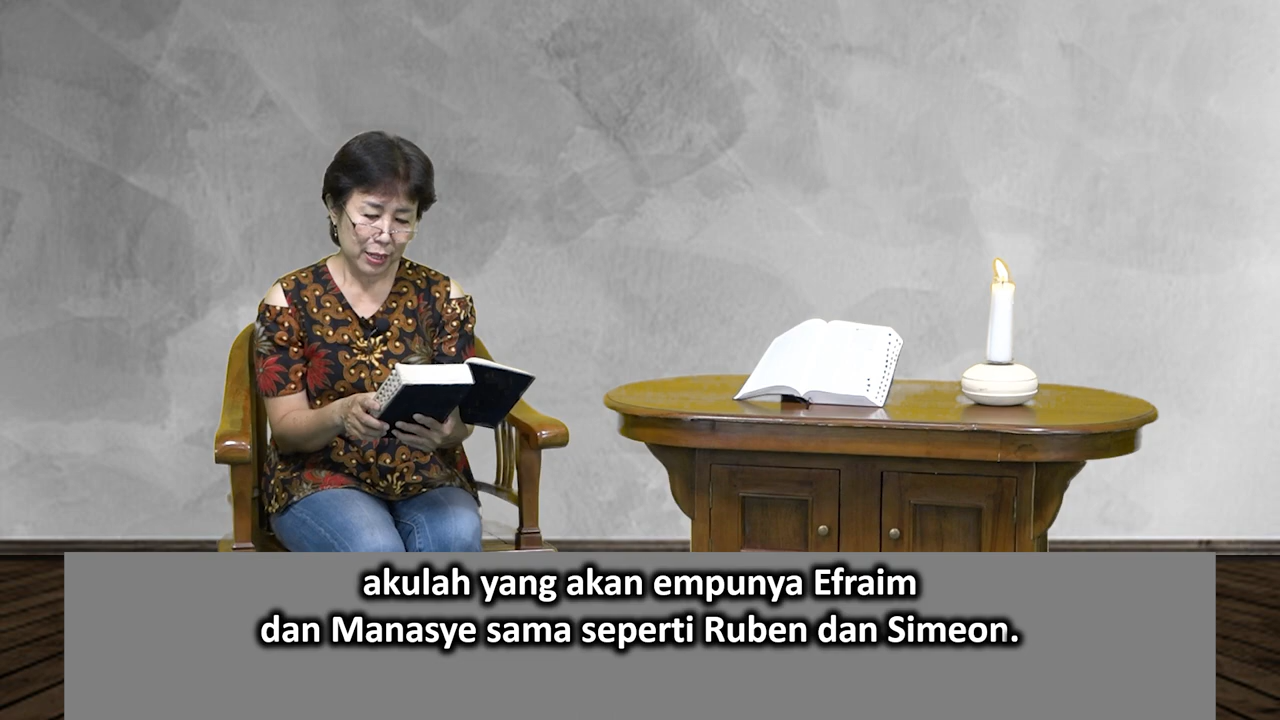 akulah yang akan empunya Efraim
dan Manasye sama seperti Ruben dan Simeon.